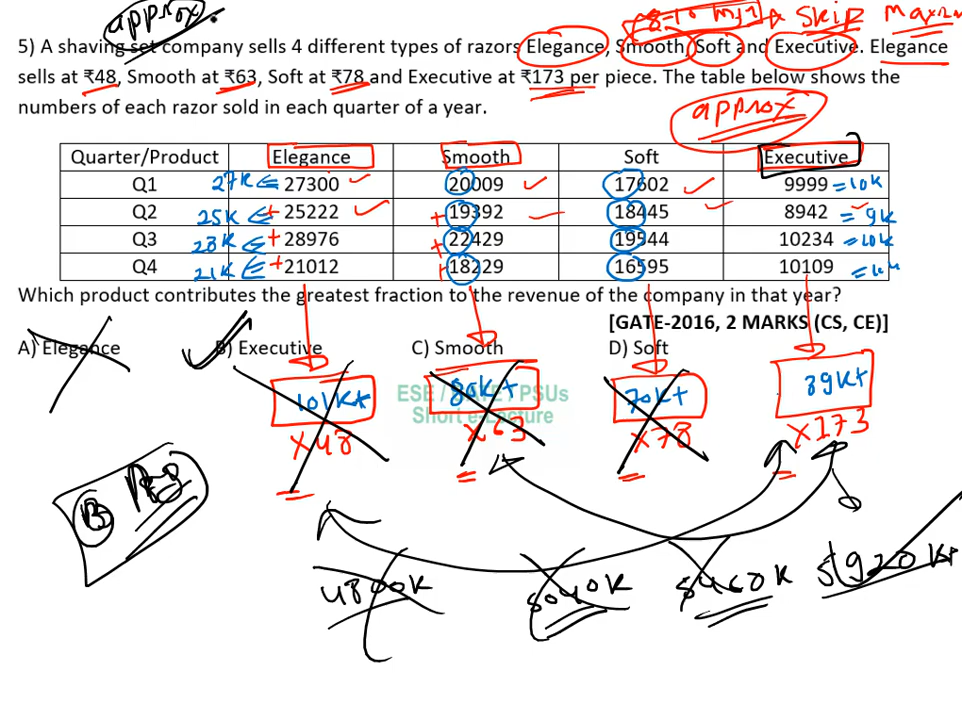 approx.
8-10 min → Skip
5) A shaving set company sells 4 different types of razors Elegance, Smooth, Soft and Executive. Elegance
sells at ₹48, Smooth at ₹63, Soft at ₹78 and Executive at ₹173 per piece. The table below shows the
numbers of each razor sold in each quarter of a year.
approx
Quarter/Product Elegance Smooth Soft Executive
Q1 27K ⇐ 27300 20009 17602 9999 = 10K
Q2 25K ⇐ + 25222 + 19392 18445 8942 = 9K
Q3 28K ⇐ + 28976 + 22429 19544 10234 = 10K
Q4 21K ⇐ + 21012 + 18229 16595 10109
Which product contributes the greatest fraction to the revenue of the company in that year?
[GATE-2016, 2 MARKS (CS, CE)]
A) Elegance B) Executive C) Smooth D) Soft
101K+ 80K+ 70K+ 39K+
ESE / GATE / PSUs
Short e-Lecture
×48 ×63 ×78 ×173
B
4800K 5040K 5460K